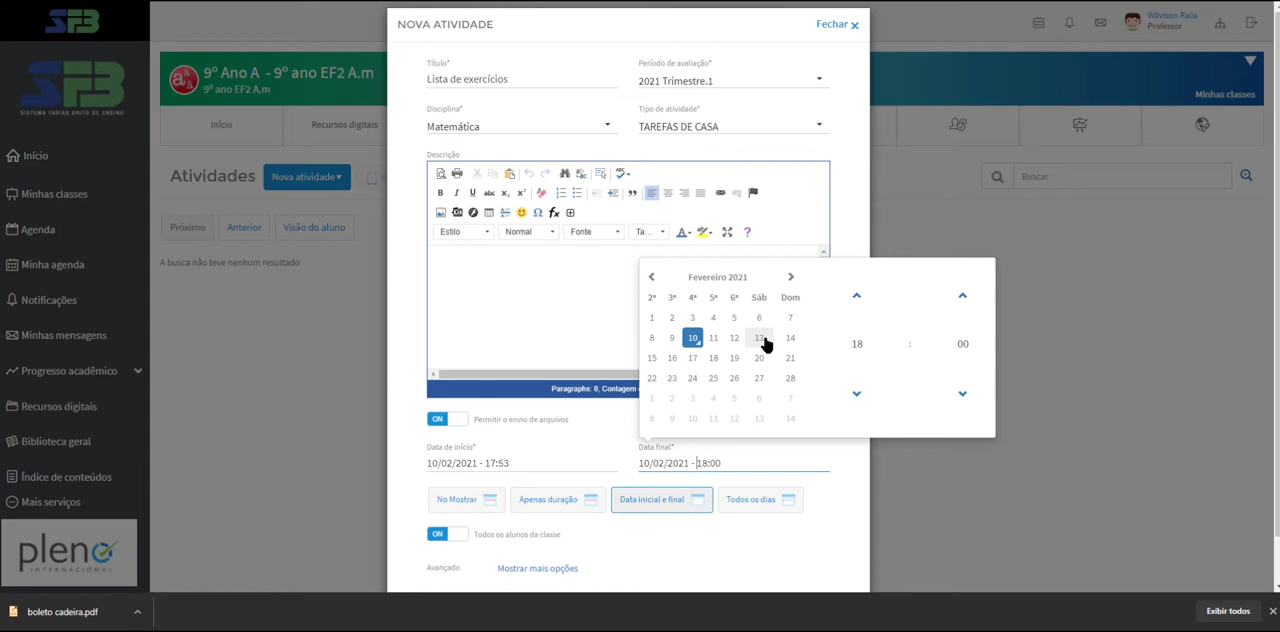 SFB
NOVA ATIVIDADE
Fechar ×
Wilvison Ralis
Professor
SFB
SISTEMA FARIAS BRITO DE ENSINO
9º Ano A - 9º ano EF2 A.m
9º ano EF2 A.m
Minhas classes
Início
Recursos digitais
Atividades
Nova atividade▾
Buscar
Próximo
Anterior
Visão do aluno
A busca não teve nenhum resultado
Início
Minhas classes
Agenda
Minha agenda
Notificações
Minhas mensagens
Progresso acadêmico
Recursos digitais
Biblioteca geral
Índice de conteúdo
Mais serviços
pleno
INTERNACIONAL
Título*
Lista de exercícios
Período de avaliação*
2021 Trimestre.1
Disciplina*
Matemática
Tipo de atividade*
TAREFAS DE CASA
Descrição
B I U abc x₂ x²
Ω fx
Estilo Normal Fonte Ta... A ?
Paragraphs: 0, Contagem
Fevereiro 2021
2ª 3ª 4ª 5ª 6ª Sáb Dom
1 2 3 4 5 6 7
8 9 10 11 12 13 14
15 16 17 18 19 20 21
22 23 24 25 26 27 28
1 2 3 4 5 6 7
8 9 10 11 12 13 14
18 : 00
ON Permitir o envio de arquivos
Data de início*
10/02/2021 - 17:53
Data final*
10/02/2021 - 18:00
No Mostrar
Apenas duração
Data inicial e final
Todos os dias
ON Todos os alunos da classe
Avançado
Mostrar mais opções
boleto cadeira.pdf
Exibir todos